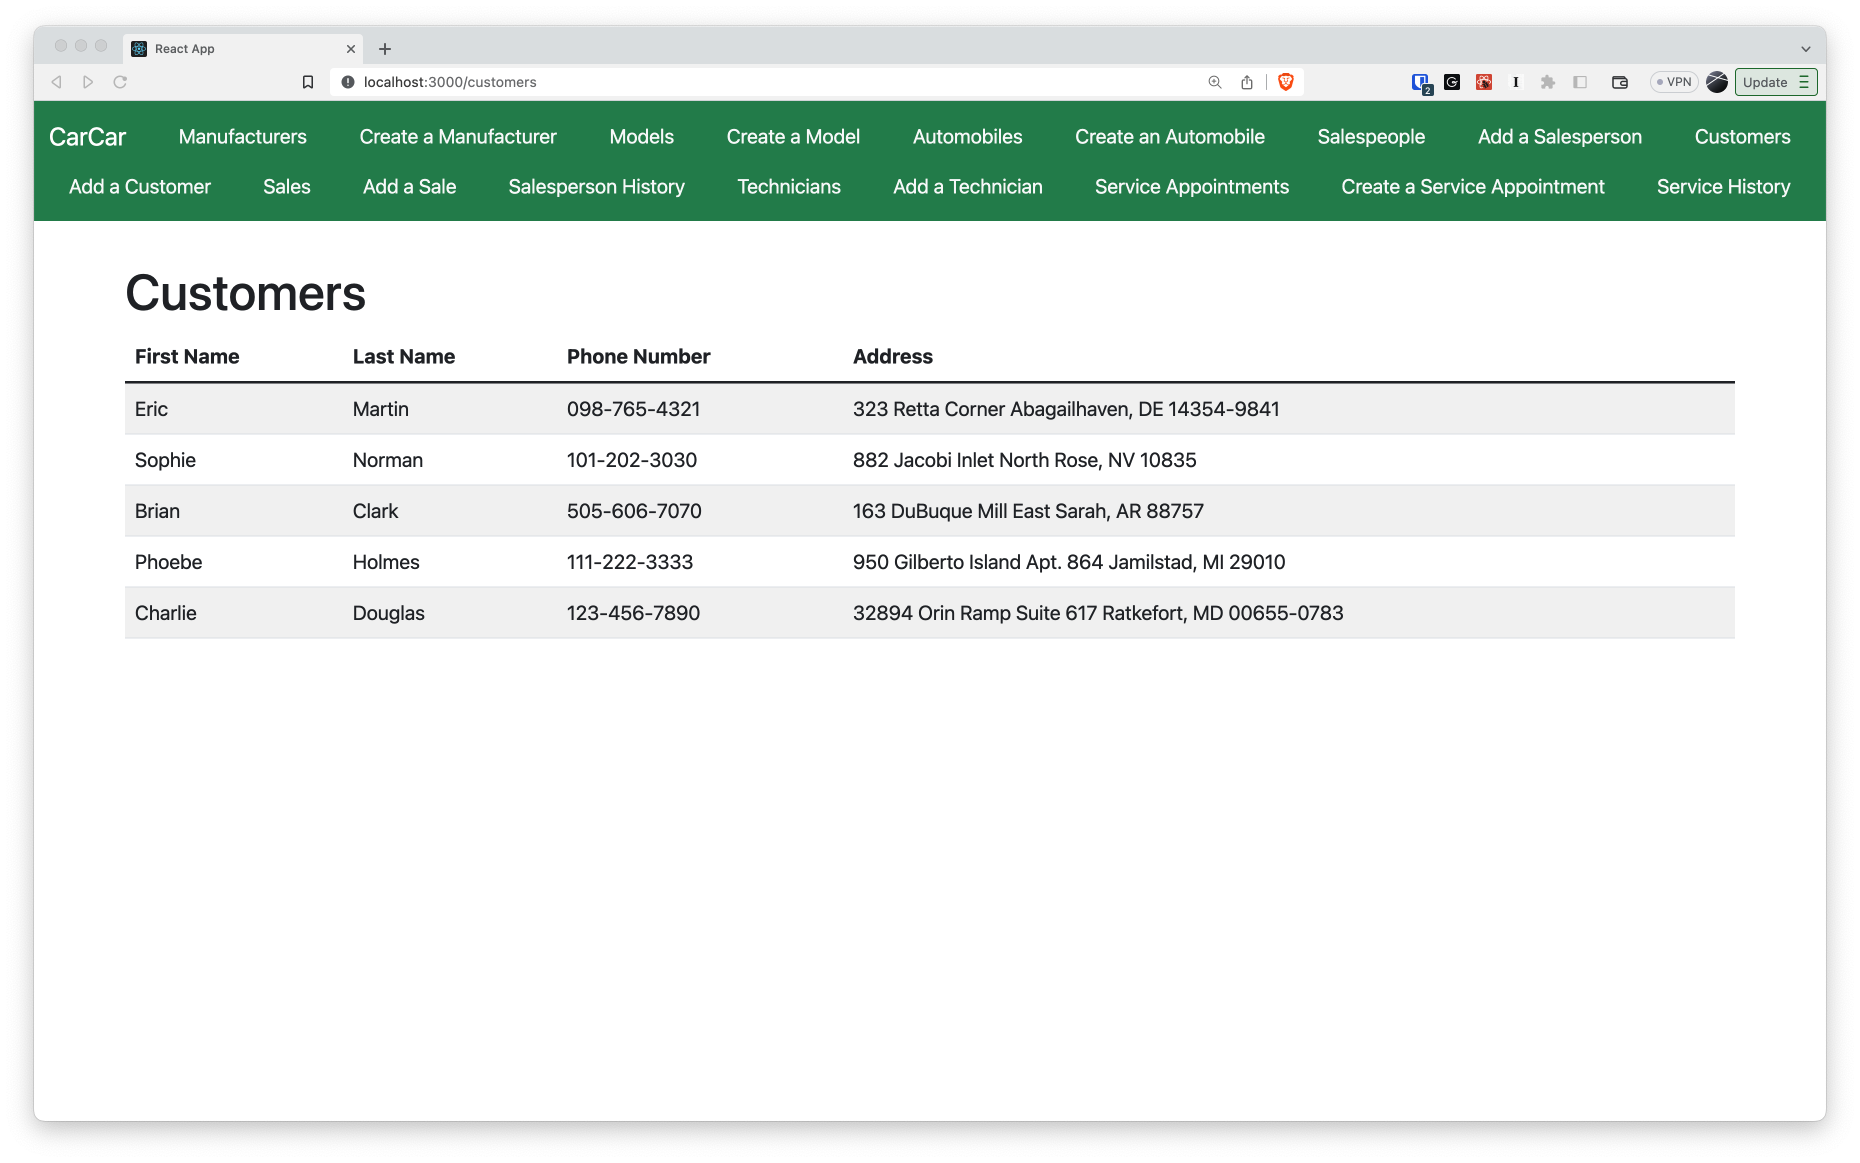 React App
localhost:3000/customers
2
G
I
VPN
Update
CarCar Manufacturers Create a Manufacturer Models Create a Model Automobiles Create an Automobile Salespeople Add a Salesperson Customers
Add a Customer Sales Add a Sale Salesperson History Technicians Add a Technician Service Appointments Create a Service Appointment Service History
Customers
First Name Last Name Phone Number Address
Eric Martin 098-765-4321 323 Retta Corner Abagailhaven, DE 14354-9841
Sophie Norman 101-202-3030 882 Jacobi Inlet North Rose, NV 10835
Brian Clark 505-606-7070 163 DuBuque Mill East Sarah, AR 88757
Phoebe Holmes 111-222-3333 950 Gilberto Island Apt. 864 Jamilstad, MI 29010
Charlie Douglas 123-456-7890 32894 Orin Ramp Suite 617 Ratkefort, MD 00655-0783